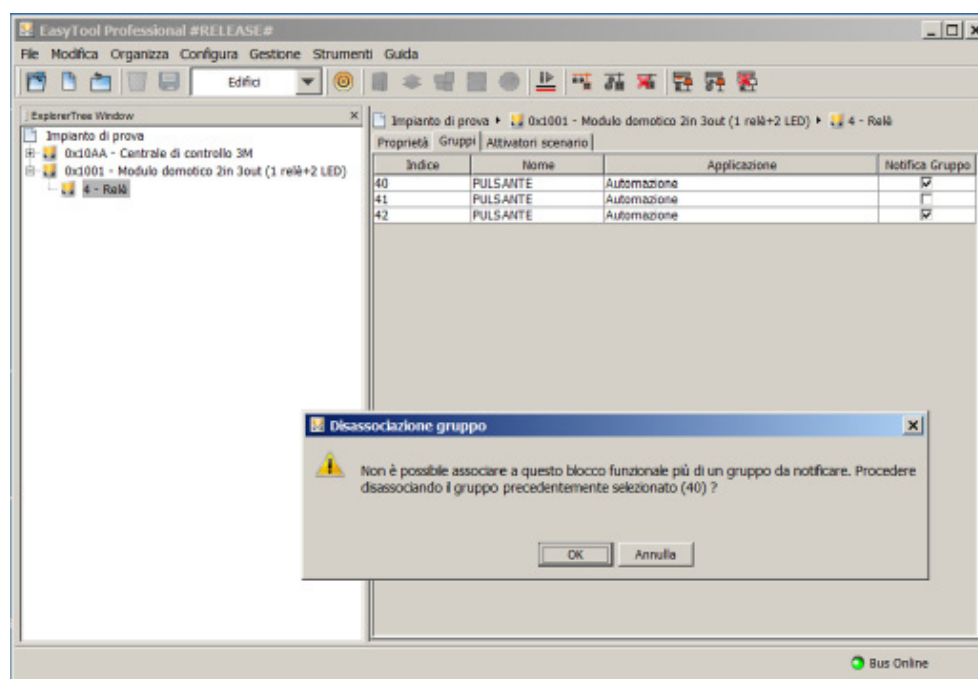 EasyTool Professional #RELEASE#
File Modifica Organizza Configura Gestione Strumenti Guida
Edifici
ExplorerTree Window
Impianto di prova
0x10AA - Centrale di controllo 3M
0x1001 - Modulo domotico 2in 3out (1 relè+2 LED)
4 - Relè
Impianto di prova 0x1001 - Modulo domotico 2in 3out (1 relè+2 LED) 4 - Relè
Proprietà Gruppi Attivatori scenario
Indice Nome Applicazione Notifica Gruppo
40 PULSANTE Automazione
41 PULSANTE Automazione
42 PULSANTE Automazione
Disassociazione gruppo
Non è possible associare a questo blocco funzionale più di un gruppo da notificare. Procedere
disassociando il gruppo precedentemente selezionato (40) ?
OK Annulla
Bus Online